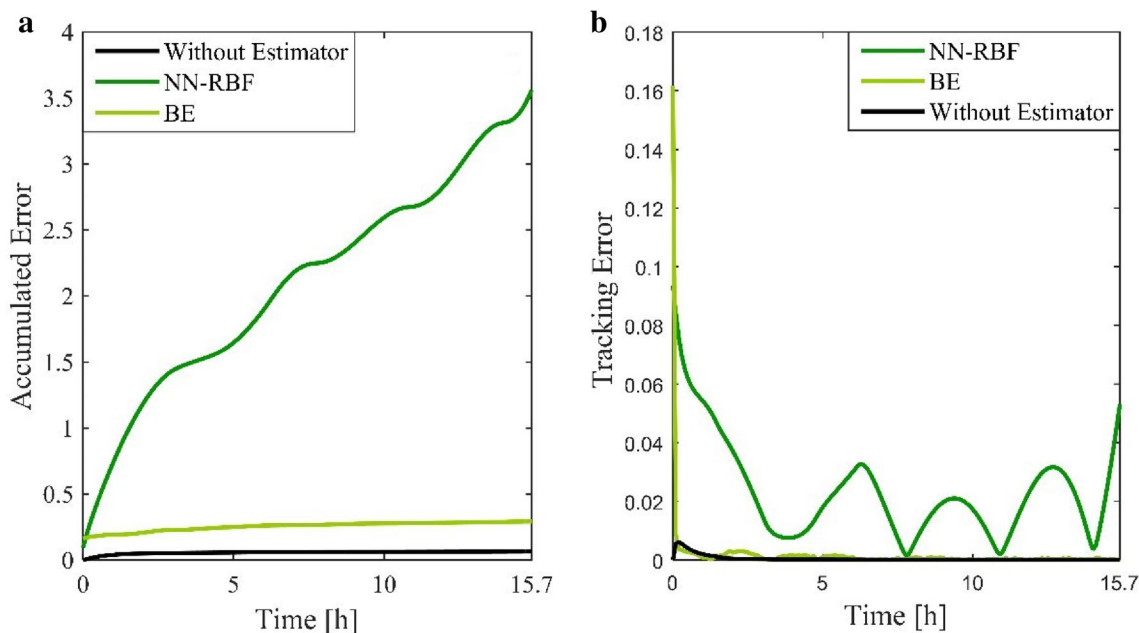 a
4
3.5
3
2.5
2
1.5
1
0.5
0
Accumulated Error
Without Estimator
NN-RBF
BE
0
5
10
15.7
Time [h]
b
0.18
0.16
0.14
0.12
0.1
0.08
0.06
0.04
0.02
0
Tracking Error
NN-RBF
BE
Without Estimator
0
5
10
15.7
Time [h]